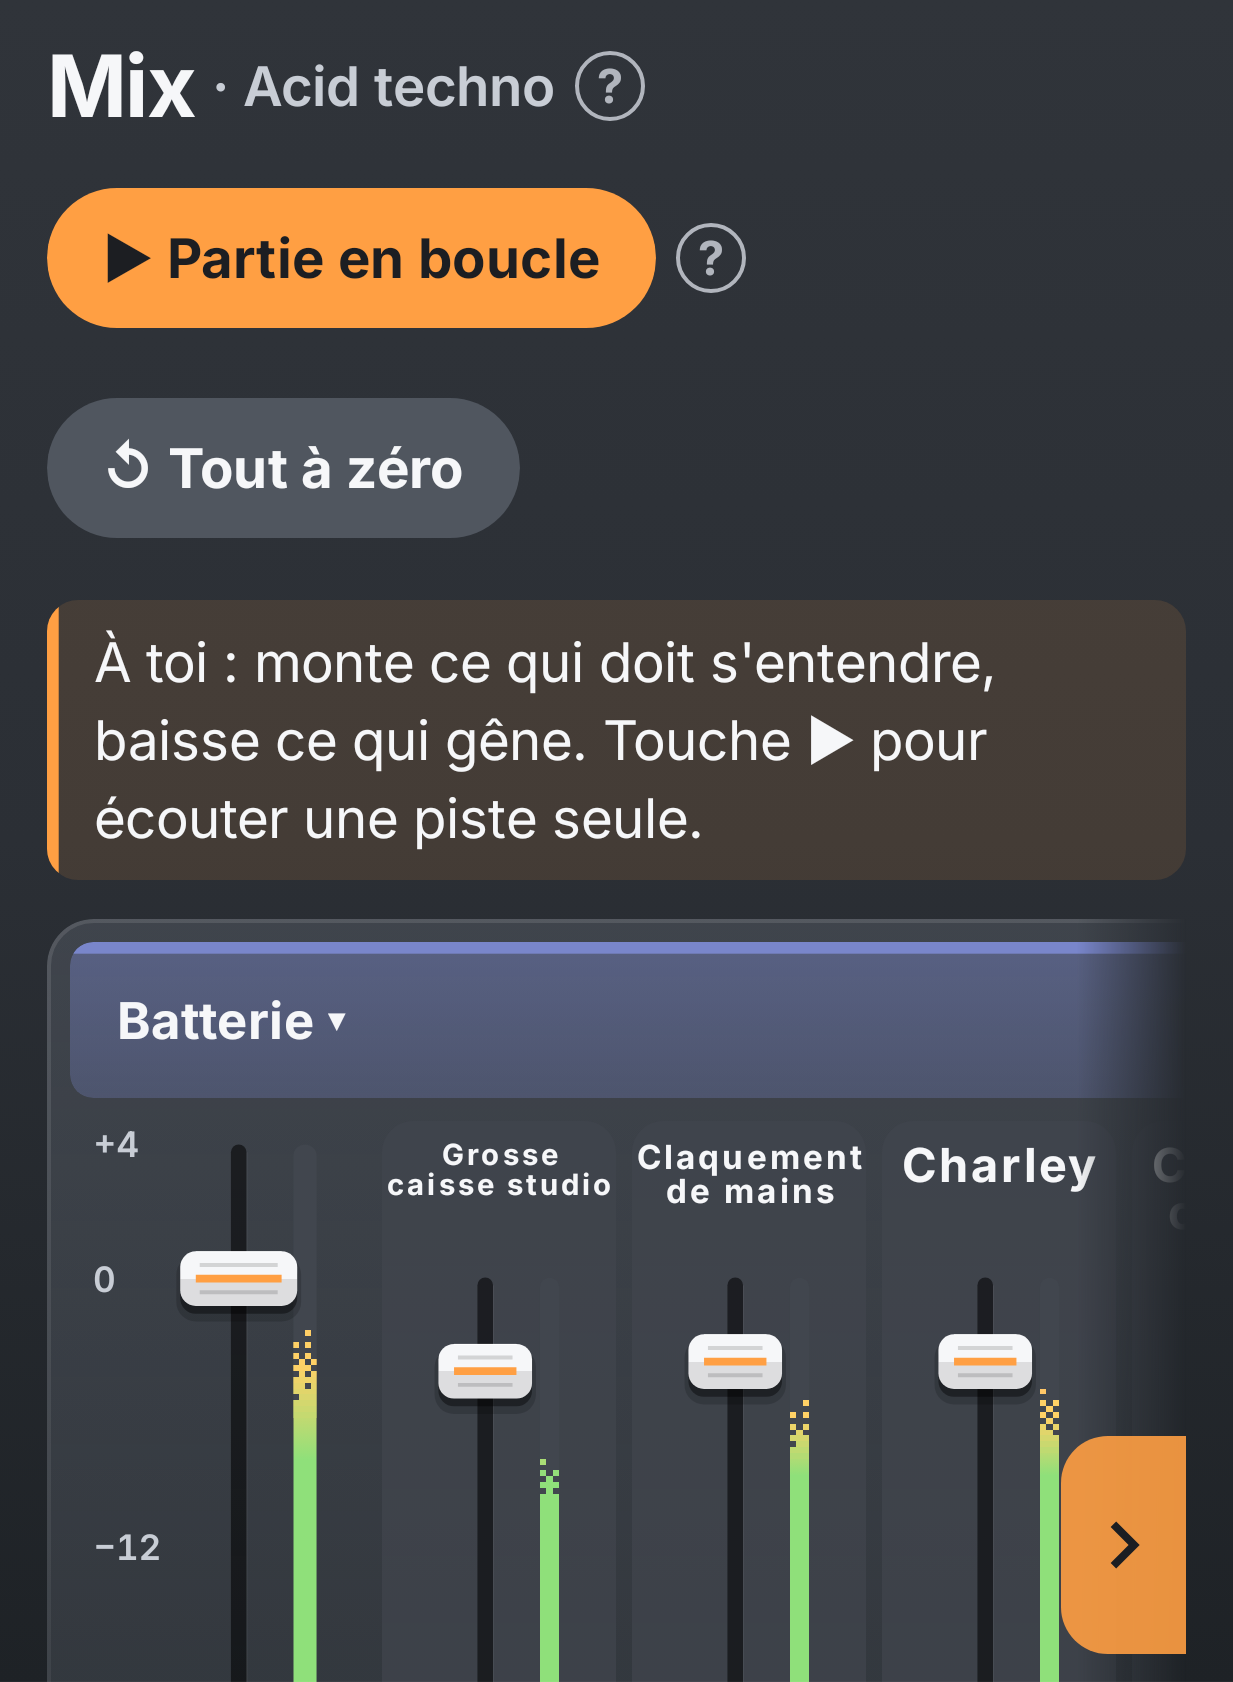 Mix · Acid techno ?
▶ Partie en boucle ?
Tout à zéro
À toi : monte ce qui doit s'entendre,
baisse ce qui gêne. Touche ▶ pour
écouter une piste seule.
Batterie ▾
+4
0
−12
Grosse
caisse studio
Claquement
de mains
Charley